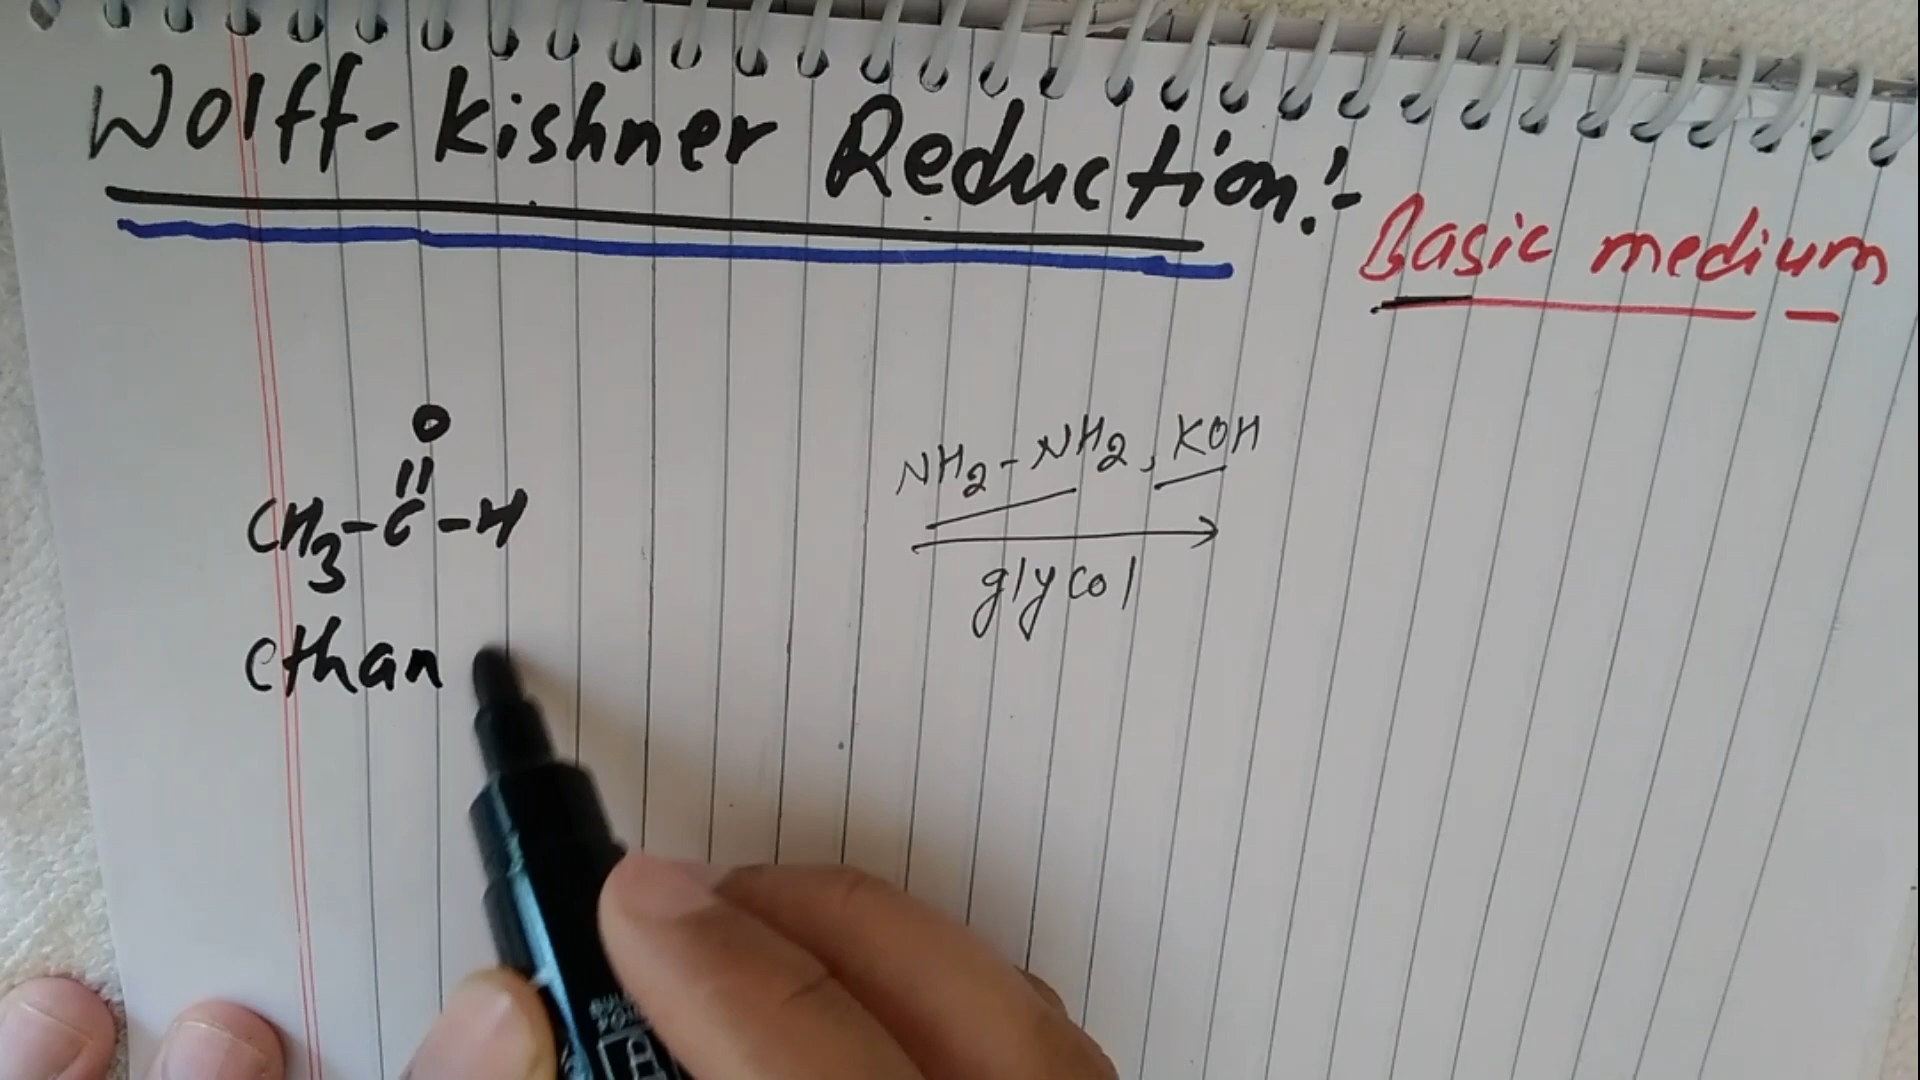 Wolff-Kishner Reduction:-
Basic medium
O
||
CH3-C-H
ethan
NH2-NH2, KOH
glycol